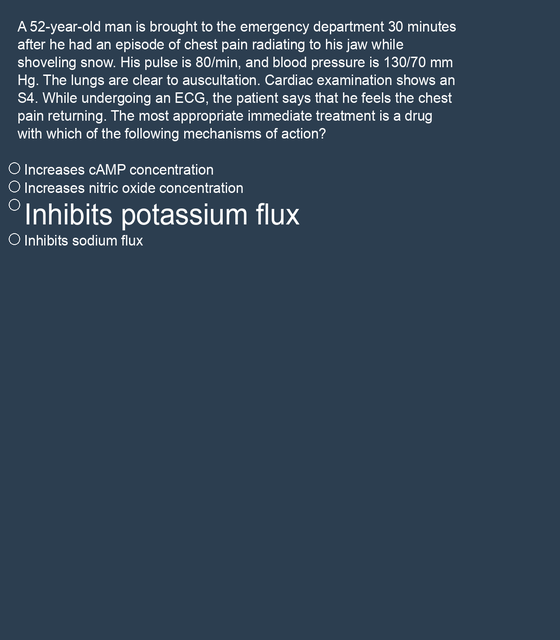 A 52-year-old man is brought to the emergency department 30 minutes
after he had an episode of chest pain radiating to his jaw while
shoveling snow. His pulse is 80/min, and blood pressure is 130/70 mm
Hg. The lungs are clear to auscultation. Cardiac examination shows an
S4. While undergoing an ECG, the patient says that he feels the chest
pain returning. The most appropriate immediate treatment is a drug
with which of the following mechanisms of action?
Increases cAMP concentration
Increases nitric oxide concentration
Inhibits potassium flux
Inhibits sodium flux